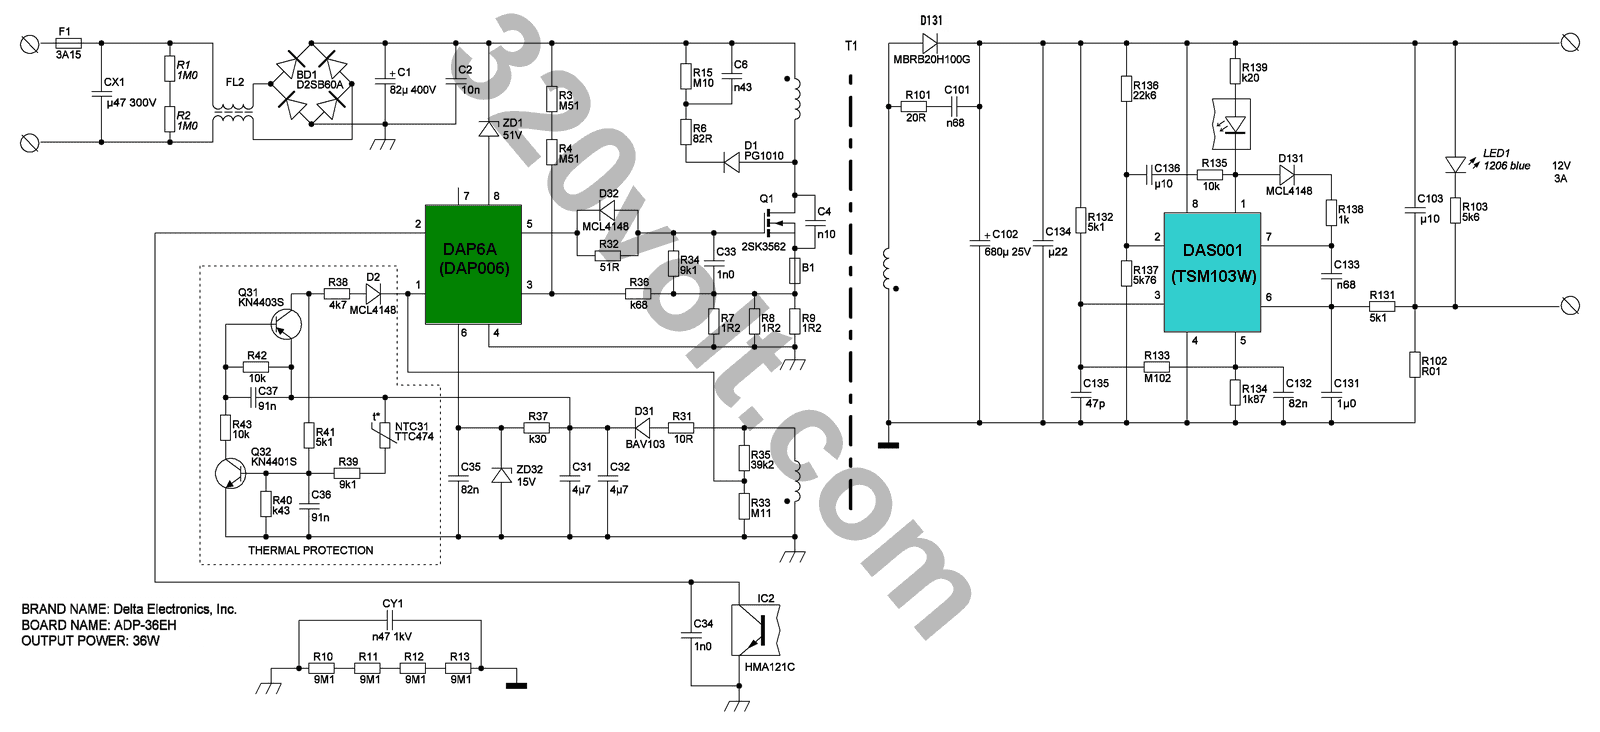 F1
3A15
CX1
µ47 300V
R1
1M0
R2
1M0
FL2
BD1
D2SB60A
+
C1
82µ 400V
C2
10n
ZD1
51V
R3
M51
R4
M51
R15
M10
C6
n43
R6
82R
D1
PG1010
T1
D131
MBRB20H100G
R101
20R
C101
n68
R136
22k6
R139
k20
C136
µ10
R135
10k
D131
MCL4148
LED1
1206 blue
12V
3A
R138
1k
C103
µ10
R103
5k6
R132
5k1
+
C102
680µ 25V
C134
µ22
R137
5k76
8
1
2
7
3
6
4
5
DAS001
(TSM103W)
C133
n68
R131
5k1
R133
M102
R102
R01
C135
47p
R134
1k87
C132
82n
C131
1µ0
7
8
2
5
1
3
6
4
DAP6A
(DAP006)
D32
MCL4148
R32
51R
Q1
2SK3562
C4
n10
R34
9k1
C33
1n0
B1
R36
k68
R7
1R2
R8
1R2
R9
1R2
Q31
KN4403S
R38
4k7
D2
MCL4148
R42
10k
C37
91n
R43
10k
R41
5k1
t°
NTC31
TTC474
Q32
KN4401S
R39
9k1
R40
k43
C36
91n
THERMAL PROTECTION
C35
82n
ZD32
15V
R37
k30
C31
4µ7
C32
4µ7
D31
BAV103
R31
10R
R35
39k2
R33
M11
320volt.com
BRAND NAME: Delta Electronics, Inc.
BOARD NAME: ADP-36EH
OUTPUT POWER: 36W
CY1
n47 1kV
R10
9M1
R11
9M1
R12
9M1
R13
9M1
C34
1n0
IC2
HMA121C